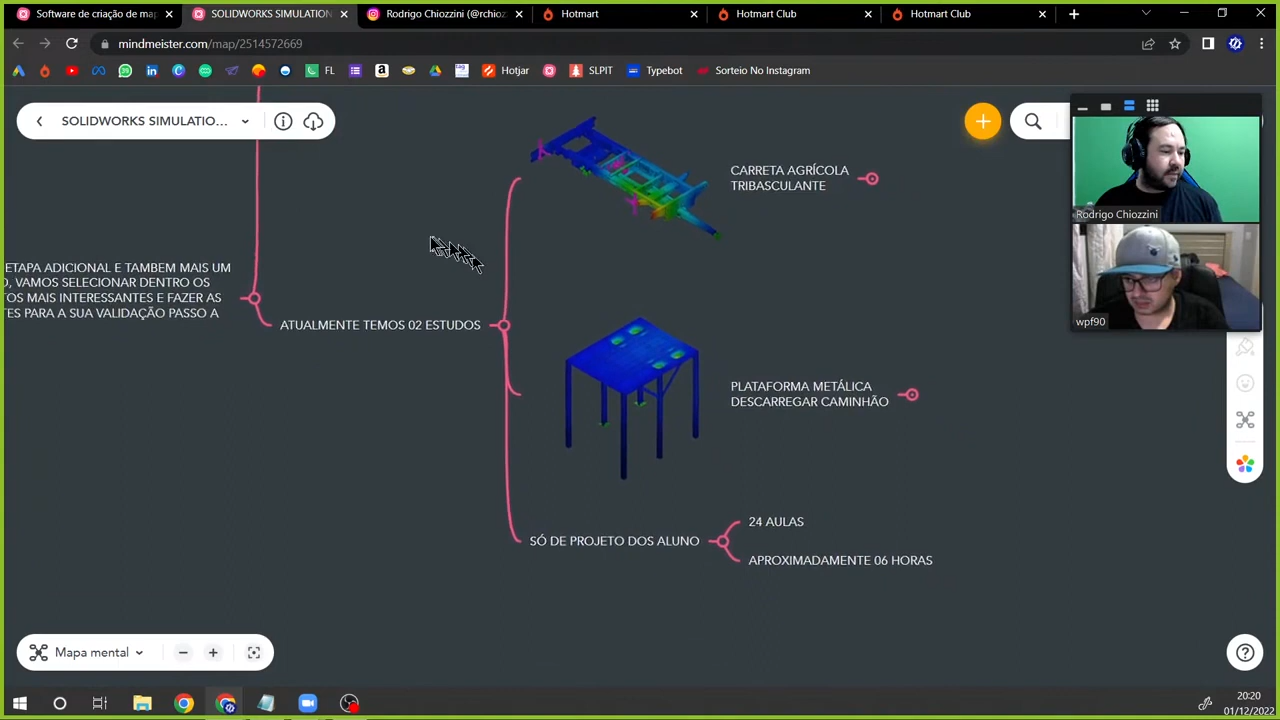 Software de criação de map
SOLIDWORKS SIMULATION
Rodrigo Chiozzini (@rchioz
Hotmart
Hotmart Club
Hotmart Club
mindmeister.com/map/2514572669
FL
Hotjar
SLPIT
Typebot
Sorteio No Instagram
SOLIDWORKS SIMULATIO...
CARRETA AGRÍCOLA
TRIBASCULANTE
Rodrigo Chiozzini
wpf90
ETAPA ADICIONAL E TAMBEM MAIS UM
O, VAMOS SELECIONAR DENTRO OS
TOS MAIS INTERESSANTES E FAZER AS
TES PARA A SUA VALIDAÇÃO PASSO A
ATUALMENTE TEMOS 02 ESTUDOS
PLATAFORMA METÁLICA
DESCARREGAR CAMINHÃO
SÓ DE PROJETO DOS ALUNO
24 AULAS
APROXIMADAMENTE 06 HORAS
Mapa mental
20:20
01/12/2022